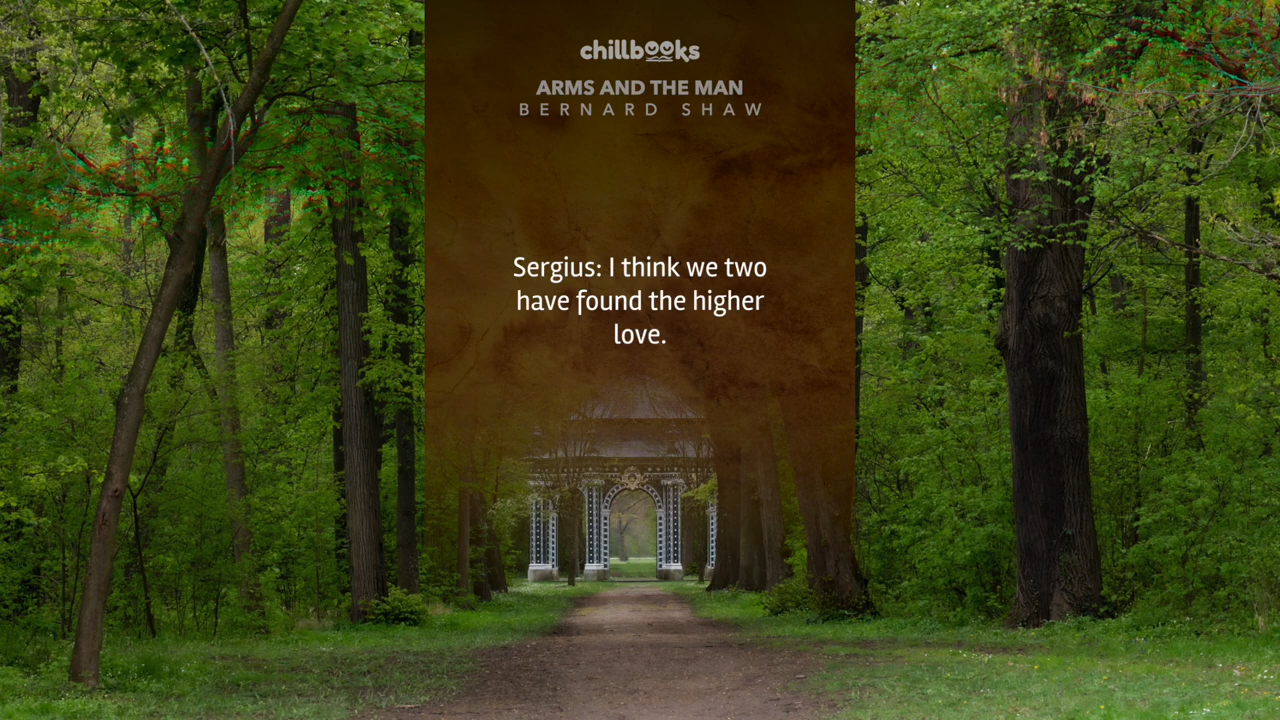 chillbooks
ARMS AND THE MAN
BERNARD SHAW
Sergius: I think we two
have found the higher
love.